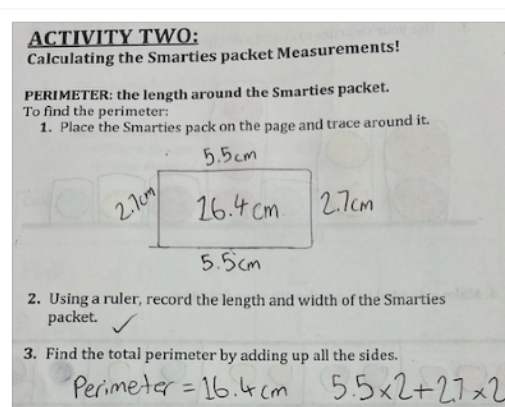 ACTIVITY TWO:
Calculating the Smarties packet Measurements!
PERIMETER: the length around the Smarties packet.
To find the perimeter:
1. Place the Smarties pack on the page and trace around it.
5.5cm
2.7cm 16.4cm 2.7cm
5.5cm
2. Using a ruler, record the length and width of the Smarties
packet. ✓
3. Find the total perimeter by adding up all the sides.
Perimeter = 16.4cm 5.5×2+2.7×2